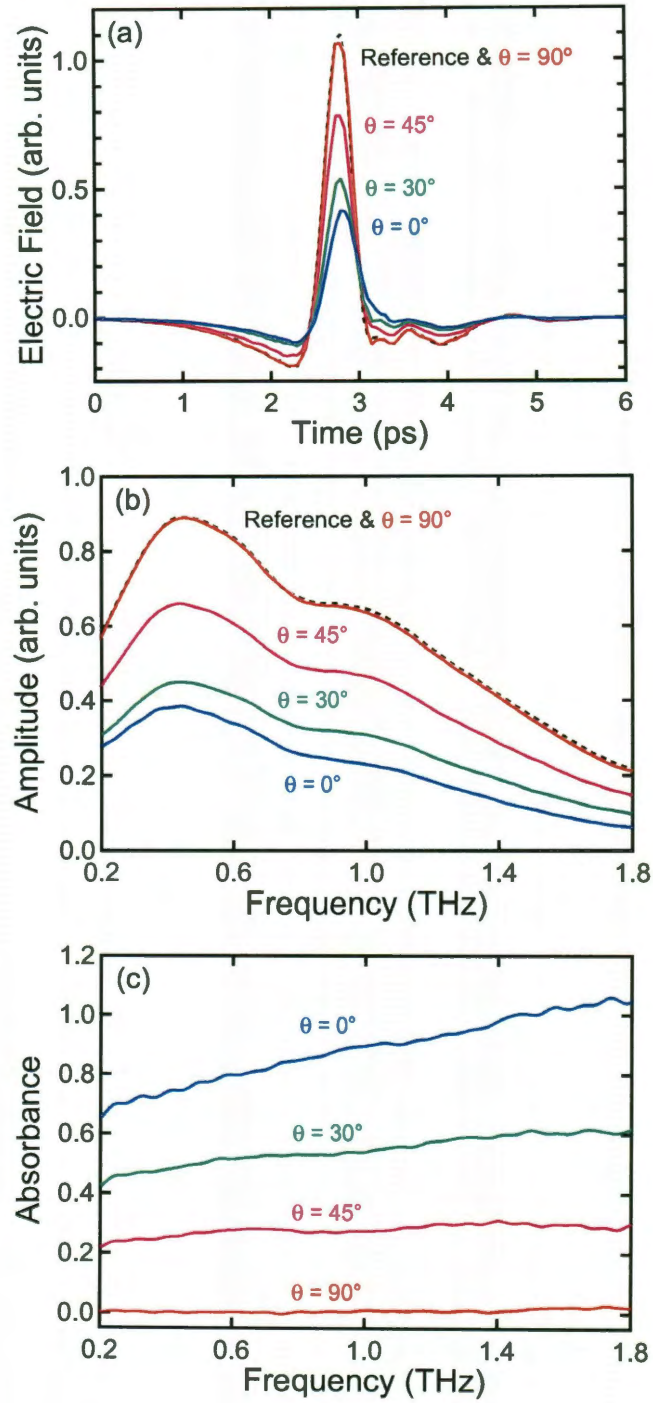 (a)
Reference & θ = 90°
θ = 45°
θ = 30°
θ = 0°
1.0
0.5
0.0
Electric Field (arb. units)
0 1 2 3 4 5 6
Time (ps)
(b)
Reference & θ = 90°
θ = 45°
θ = 30°
θ = 0°
1.0
0.8
0.6
0.4
0.2
0.0
Amplitude (arb. units)
0.2 0.6 1.0 1.4 1.8
Frequency (THz)
(c)
θ = 0°
θ = 30°
θ = 45°
θ = 90°
1.2
1.0
0.8
0.6
0.4
0.2
0.0
Absorbance
0.2 0.6 1.0 1.4 1.8
Frequency (THz)